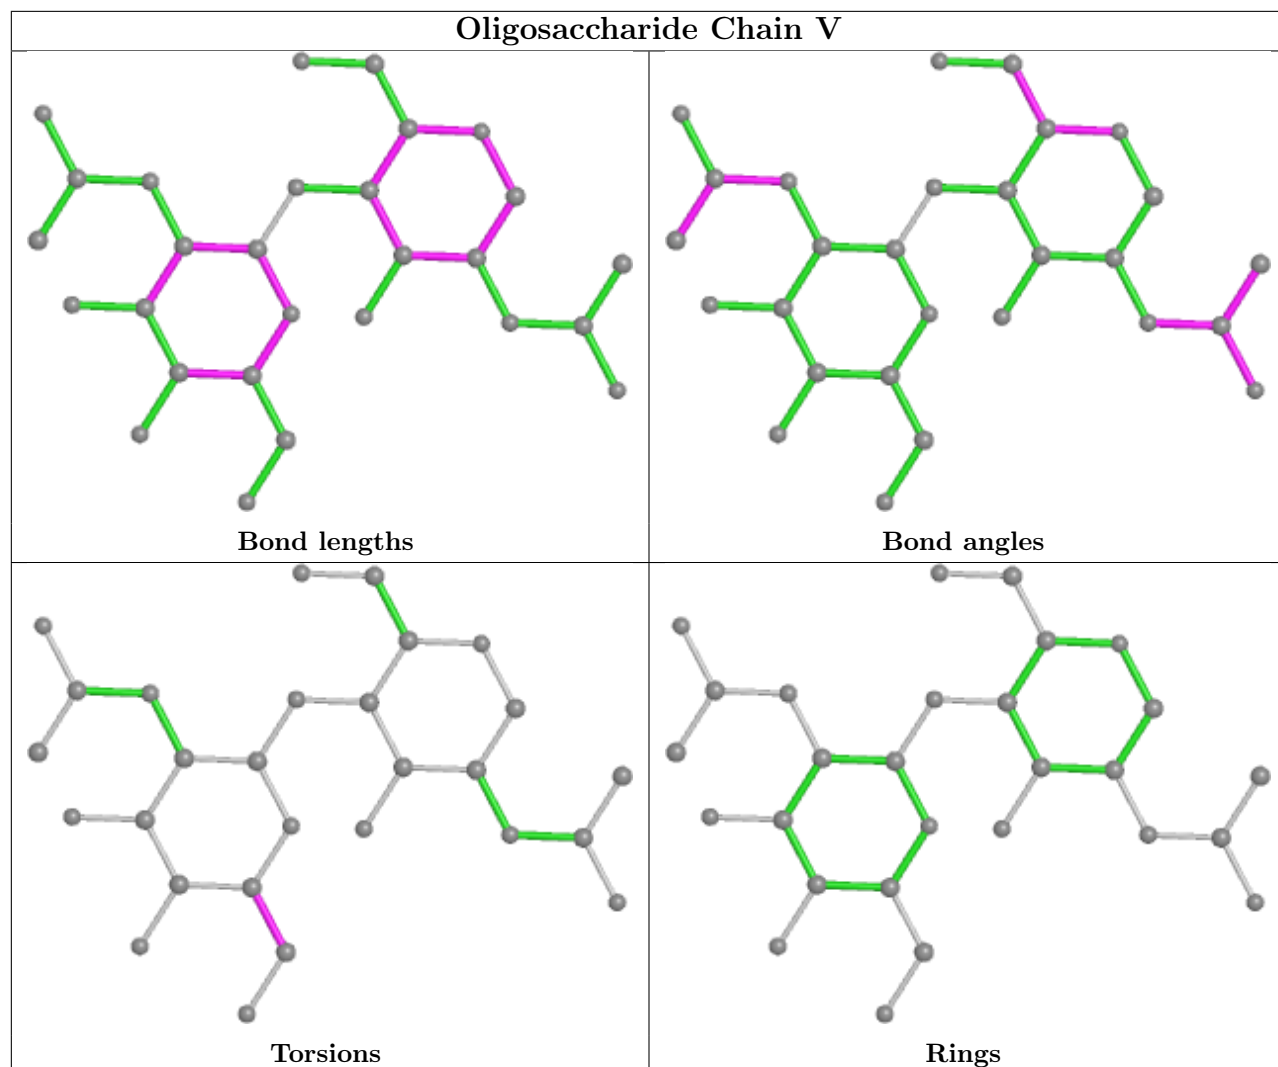 Oligosaccharide Chain V
Bond lengths
Bond angles
Torsions
Rings